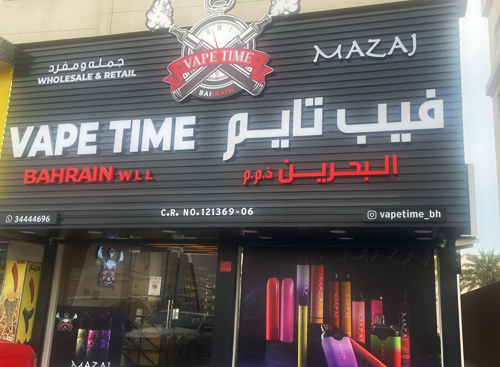 VAPE TIME
BAHRAIN
MAZAJ
جمله ومفرد
WHOLESALE & RETAIL
VAPE TIME
فيب تايم
BAHRAIN W.L.L
البحرين ذ.م.م
34444696
C.R. NO.121369-06
vapetime_bh
MAZAJ